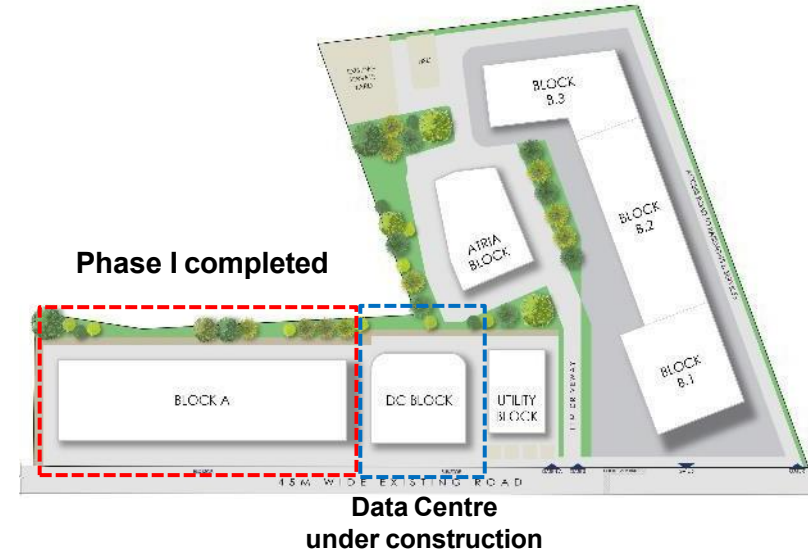 BLOCK
B.3
BLOCK
B.2
ATRIA
BLOCK
Phase I completed
BLOCK
B.1
BLOCK A
DC BLOCK
UTILITY
BLOCK
45M WIDE EXISTING ROAD
Data Centre
under construction